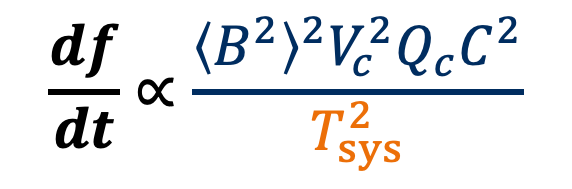 df/dt ∝ ⟨B²⟩²V_c²Q_cC² / T_sys²